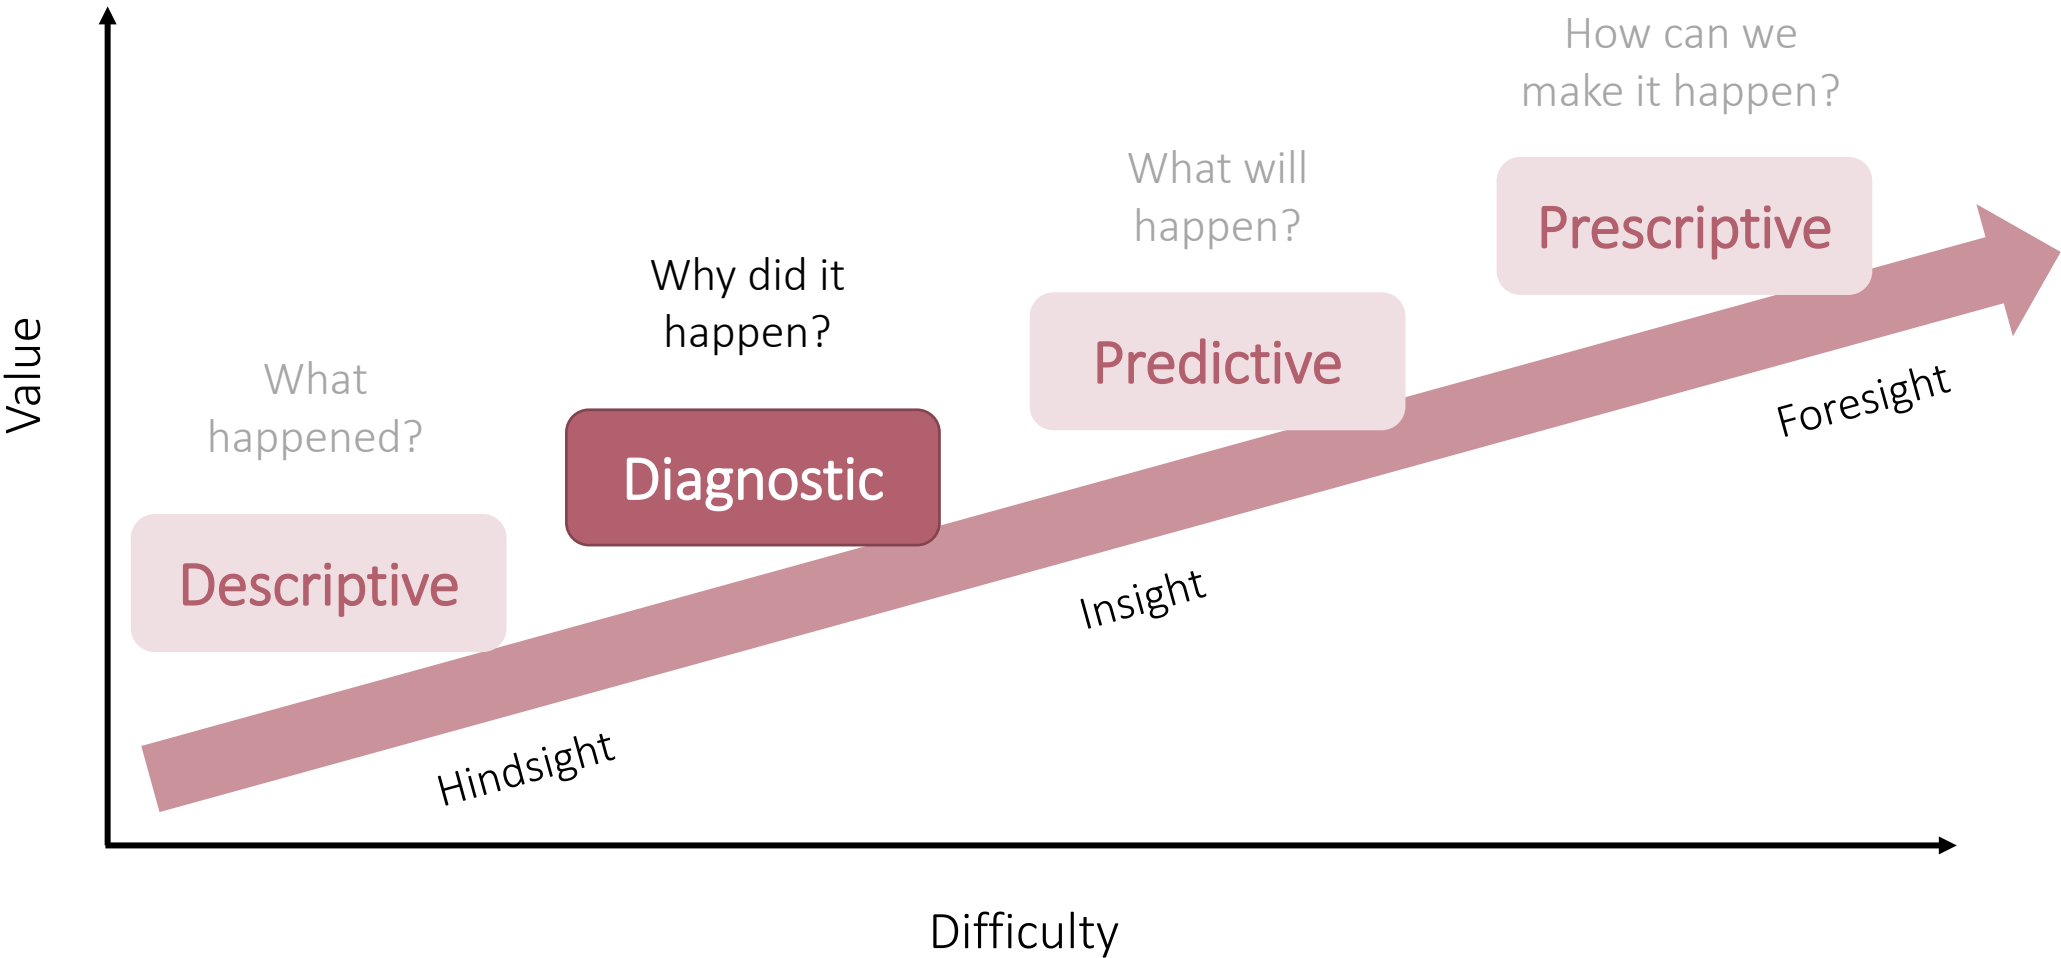 How can we
make it happen?
What will
happen?
Prescriptive
Why did it
happen?
Predictive
What
happened?
Diagnostic
Descriptive
Value
Foresight
Insight
Hindsight
Difficulty